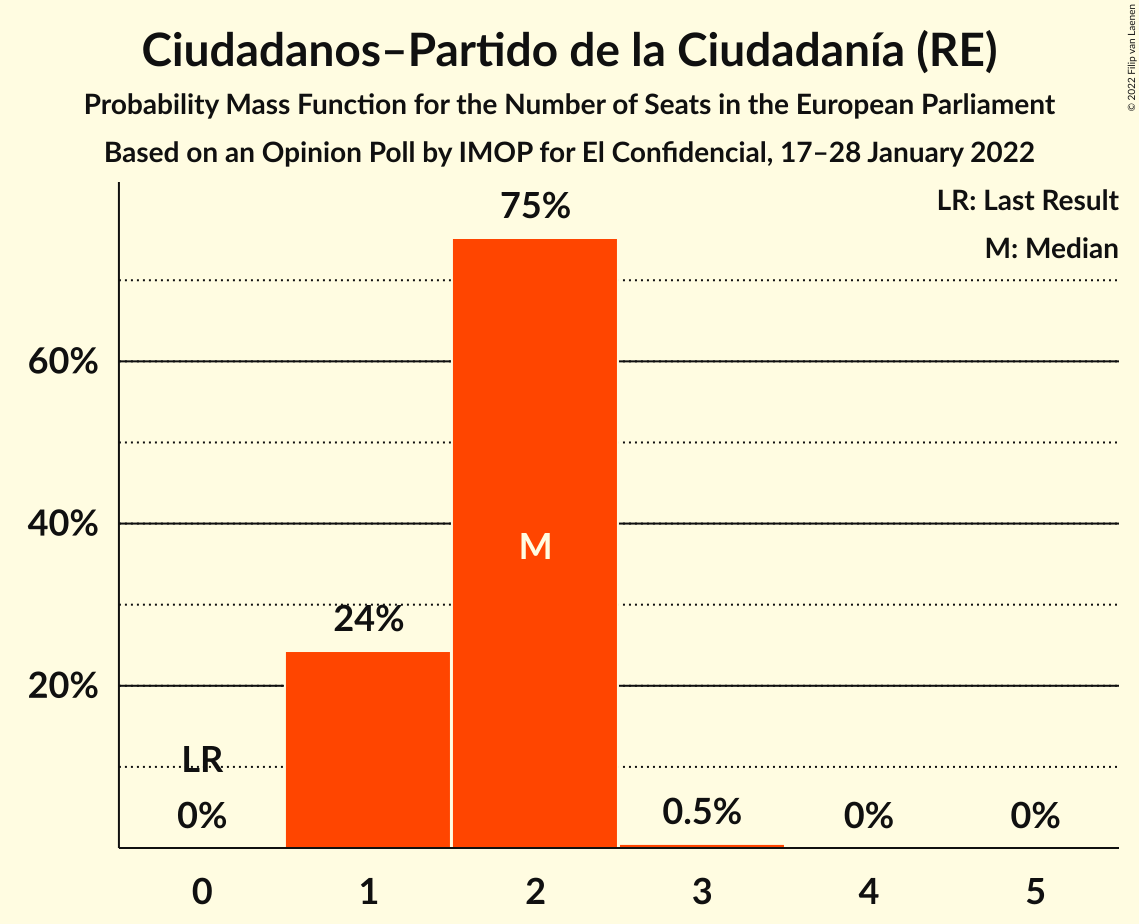 Ciudadanos–Partido de la Ciudadanía (RE)
Probability Mass Function for the Number of Seats in the European Parliament
Based on an Opinion Poll by IMOP for El Confidencial, 17–28 January 2022
© 2022 Filip van Laenen
LR: Last Result
M: Median
75%
60%
40%
M
24%
20%
LR
0%
0.5%
0%
0%
0
1
2
3
4
5